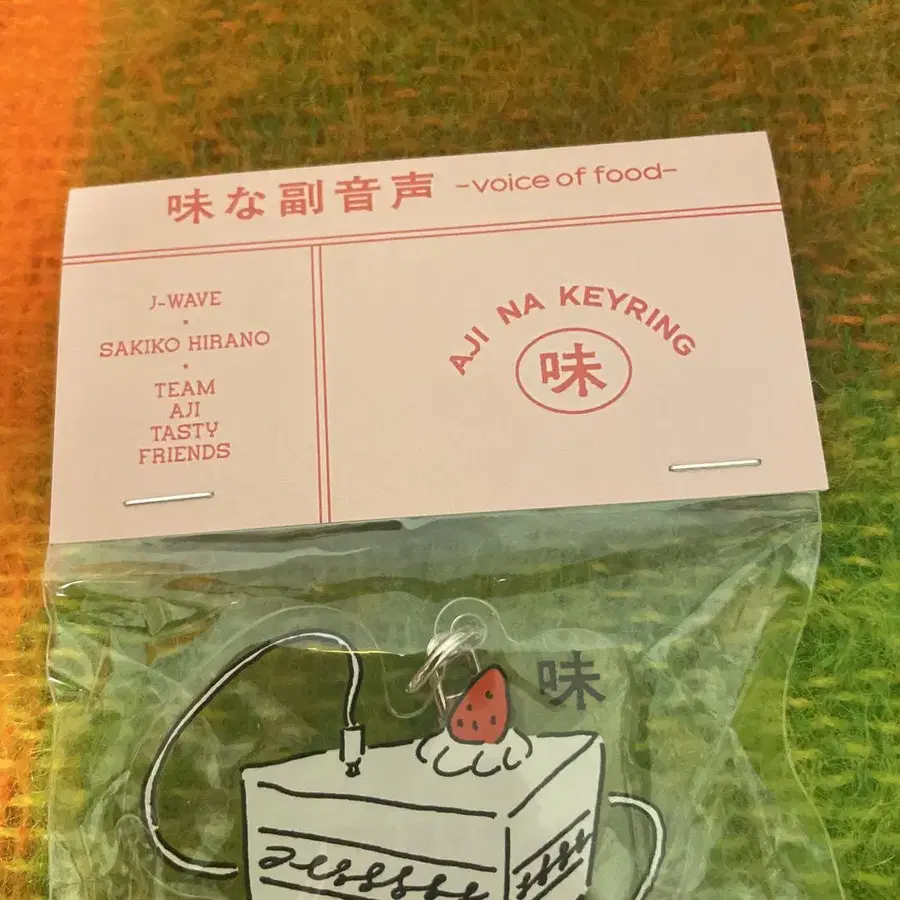 味な副音声 -voice of food-
J-WAVE
•
SAKIKO HIRANO
•
TEAM
AJI
TASTY
FRIENDS
AJI NA KEYRING
味
味